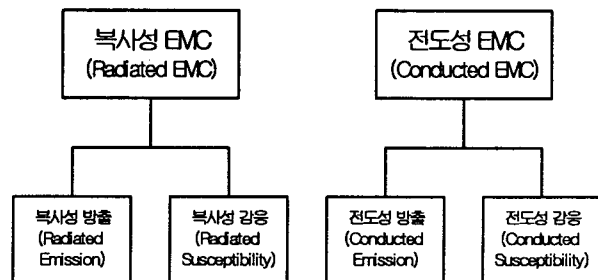 복사성 EMC
(Radiated EMC)
전도성 EMC
(Conducted EMC)
복사성 방출
(Radiated
Emission)
복사성 감응
(Radiated
Susceptibility)
전도성 방출
(Conducted
Emission)
전도성 감응
(Conducted
Susceptibility)